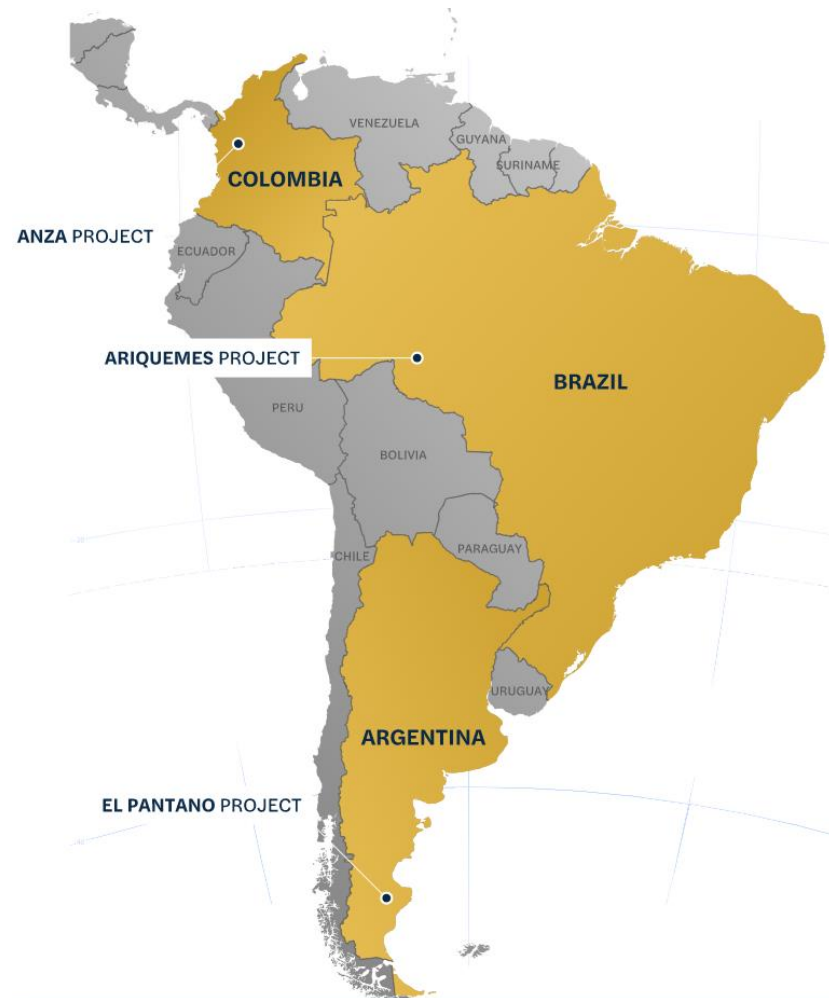 VENEZUELA
GUYANA
SURINAME
COLOMBIA
ANZA PROJECT
ECUADOR
ARIQUEMES PROJECT
BRAZIL
PERU
BOLIVIA
CHILE
PARAGUAY
URUGUAY
ARGENTINA
EL PANTANO PROJECT